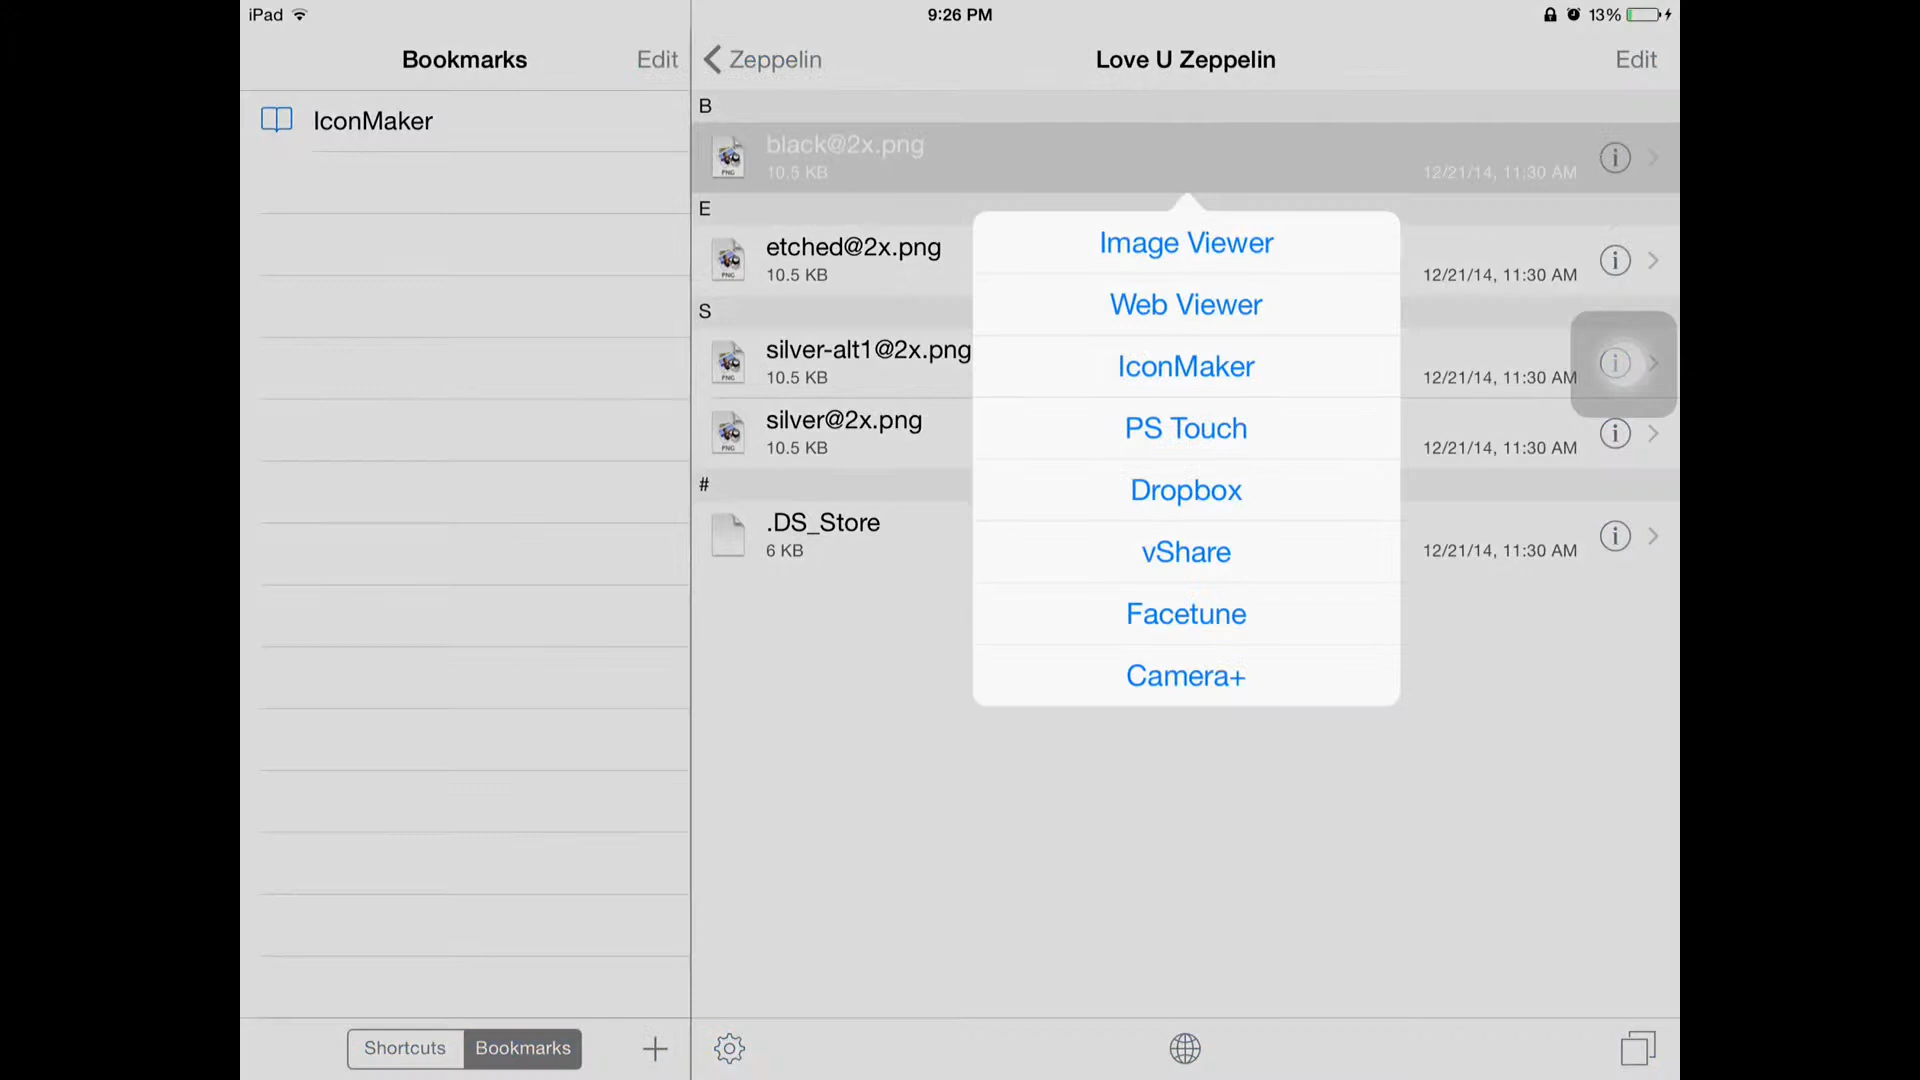 iPad
9:26 PM
13%
Bookmarks
Edit
Zeppelin
Love U Zeppelin
Edit
IconMaker
B
black@2x.png
10.5 KB
12/21/14, 11:30 AM
E
etched@2x.png
10.5 KB
12/21/14, 11:30 AM
S
silver-alt1@2x.png
10.5 KB
12/21/14, 11:30 AM
silver@2x.png
10.5 KB
12/21/14, 11:30 AM
#
.DS_Store
6 KB
12/21/14, 11:30 AM
Image Viewer
Web Viewer
IconMaker
PS Touch
Dropbox
vShare
Facetune
Camera+
Shortcuts
Bookmarks